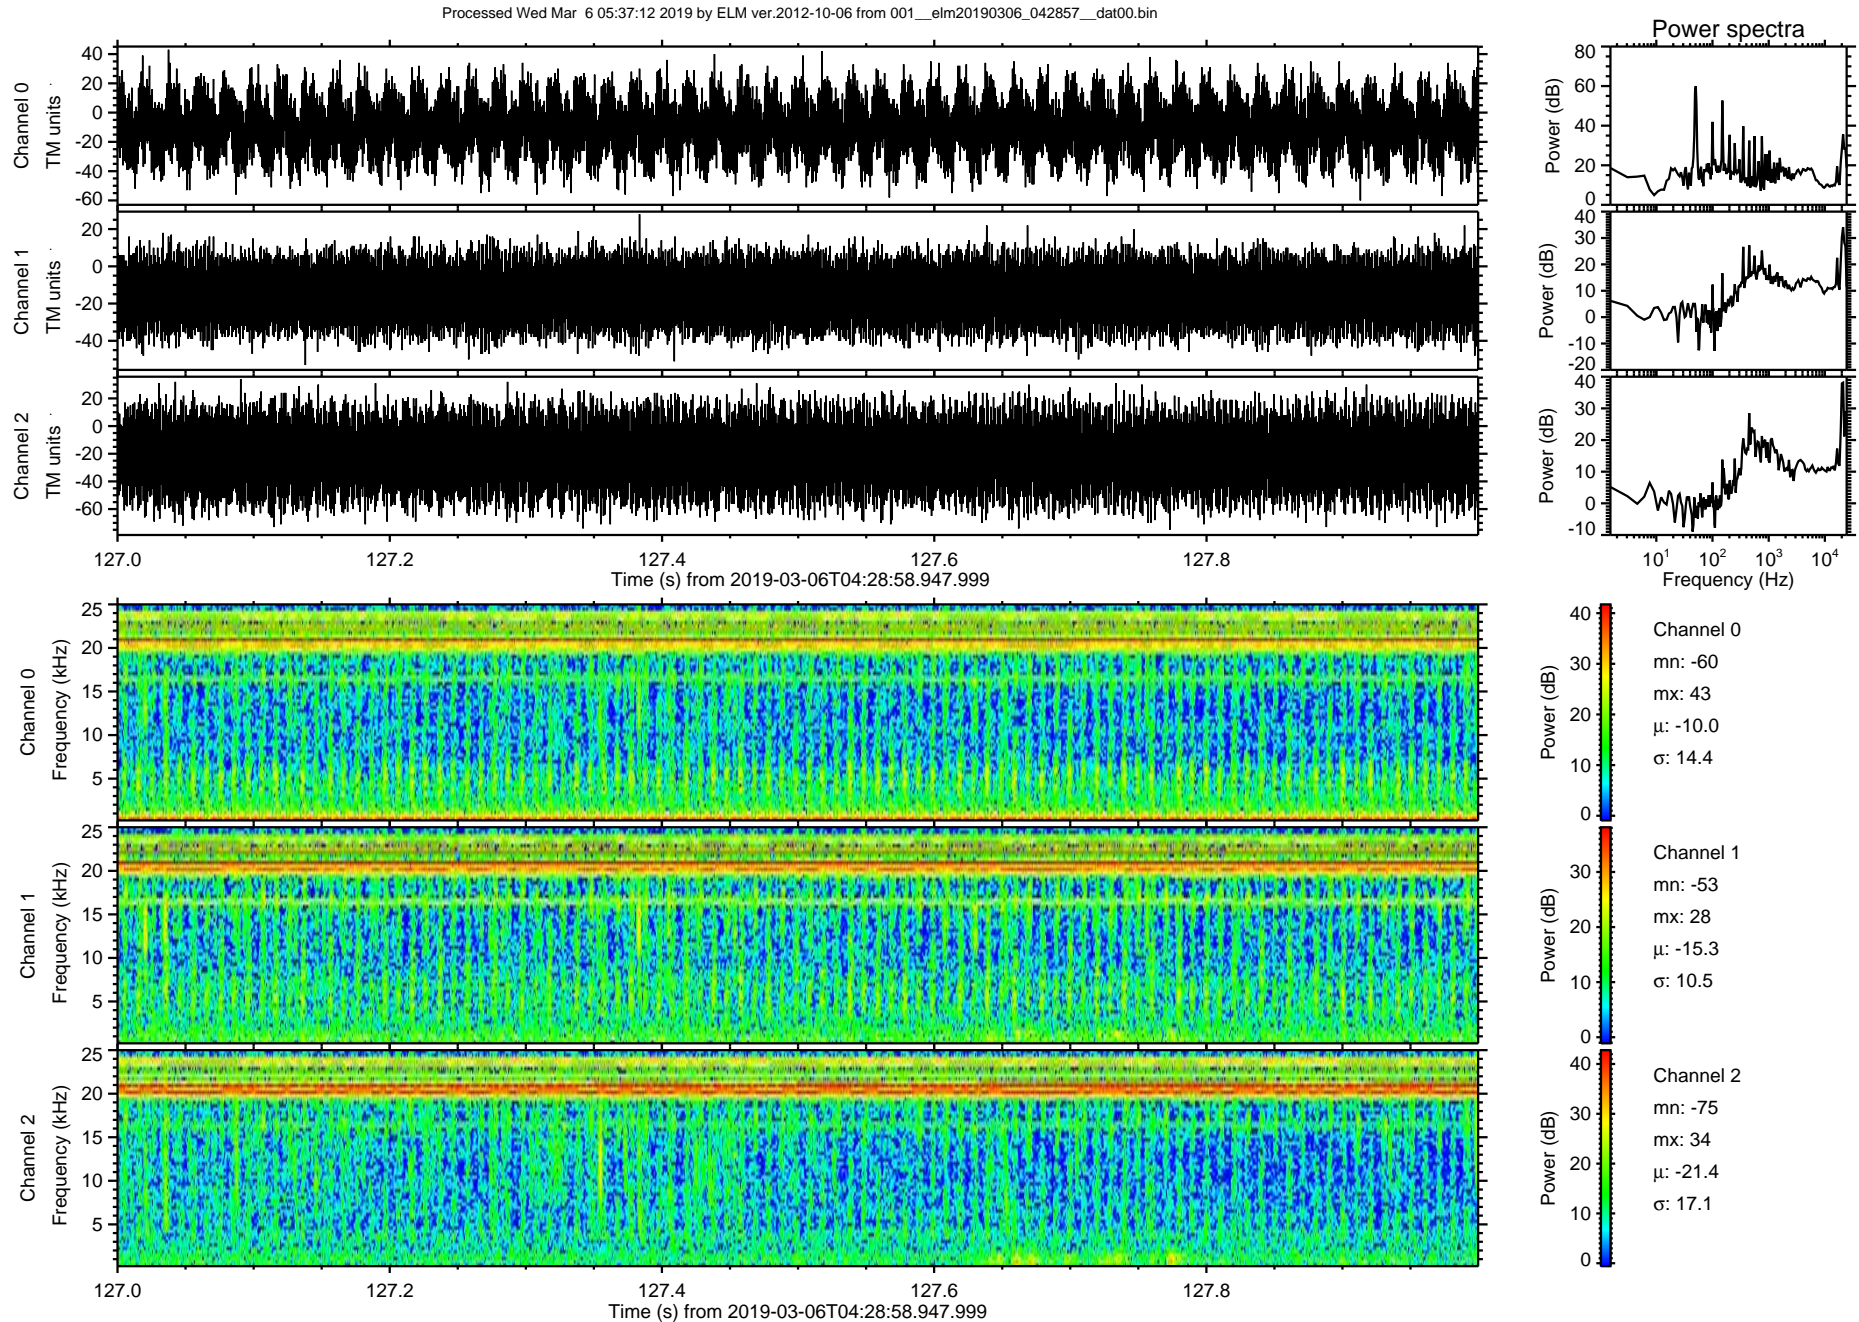 Processed Wed Mar  6 05:37:12 2019 by ELM ver.2012-10-06 from 001__elm20190306_042857__dat00.bin
Power spectra
Channel 0
TM units
40
20
0
-20
-40
-60
Power (dB)
80
60
40
20
0
Channel 1
TM units
20
0
-20
-40
Power (dB)
40
30
20
10
0
-10
-20
Channel 2
TM units
20
0
-20
-40
-60
Power (dB)
40
30
20
10
0
-10
127.0 127.2 127.4 127.6 127.8
Time (s) from 2019-03-06T04:28:58.947.999
10¹ 10² 10³ 10⁴
Frequency (Hz)
Channel 0
Frequency (kHz)
25
20
15
10
5
Power (dB)
40
30
20
10
0
Channel 0
mn: -60
mx: 43
μ: -10.0
σ: 14.4
Channel 1
Frequency (kHz)
25
20
15
10
5
Power (dB)
30
20
10
0
Channel 1
mn: -53
mx: 28
μ: -15.3
σ: 10.5
Channel 2
Frequency (kHz)
25
20
15
10
5
Power (dB)
40
30
20
10
0
Channel 2
mn: -75
mx: 34
μ: -21.4
σ: 17.1
127.0 127.2 127.4 127.6 127.8
Time (s) from 2019-03-06T04:28:58.947.999